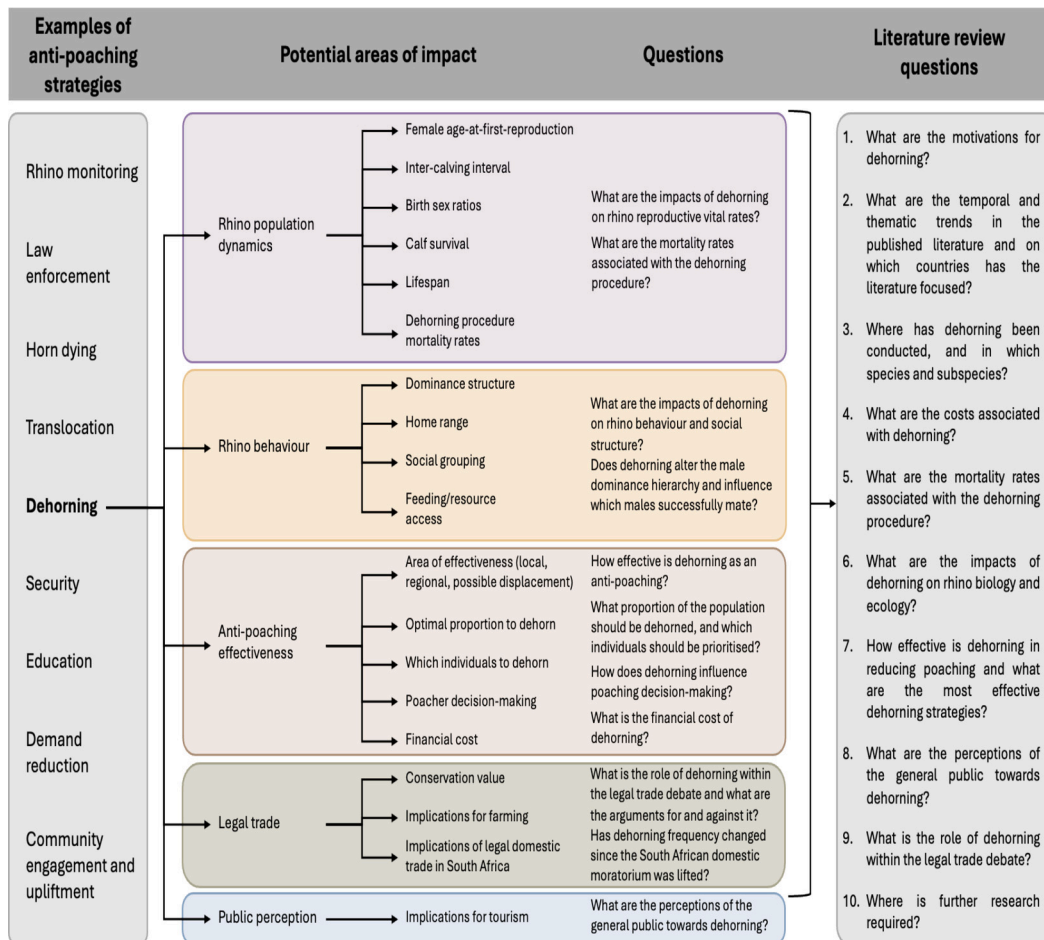 Examples of
anti-poaching
strategies
Potential areas of impact
Questions
Literature review
questions
Rhino monitoring
Law
enforcement
Horn dying
Translocation
Dehorning
Security
Education
Demand
reduction
Community
engagement and
upliftment
Rhino population
dynamics
Female age-at-first-reproduction
Inter-calving interval
Birth sex ratios
Calf survival
Lifespan
Dehorning procedure
mortality rates
What are the impacts of dehorning
on rhino reproductive vital rates?
What are the mortality rates
associated with the dehorning
procedure?
Rhino behaviour
Dominance structure
Home range
Social grouping
Feeding/resource
access
What are the impacts of dehorning
on rhino behaviour and social
structure?
Does dehorning alter the male
dominance hierarchy and influence
which males successfully mate?
Anti-poaching
effectiveness
Area of effectiveness (local,
regional, possible displacement)
Optimal proportion to dehorn
Which individuals to dehorn
Poacher decision-making
Financial cost
How effective is dehorning as an
anti-poaching?
What proportion of the population
should be dehorned, and which
individuals should be prioritised?
How does dehorning influence
poaching decision-making?
What is the financial cost of
dehorning?
Legal trade
Conservation value
Implications for farming
Implications of legal domestic
trade in South Africa
What is the role of dehorning within
the legal trade debate and what are
the arguments for and against it?
Has dehorning frequency changed
since the South African domestic
moratorium was lifted?
Public perception
Implications for tourism
What are the perceptions of the
general public towards dehorning?
1. What are the motivations for
dehorning?
2. What are the temporal and
thematic trends in the
published literature and on
which countries has the
literature focused?
3. Where has dehorning been
conducted, and in which
species and subspecies?
4. What are the costs associated
with dehorning?
5. What are the mortality rates
associated with the dehorning
procedure?
6. What are the impacts of
dehorning on rhino biology and
ecology?
7. How effective is dehorning in
reducing poaching and what
are the most effective
dehorning strategies?
8. What are the perceptions of
the general public towards
dehorning?
9. What is the role of dehorning
within the legal trade debate?
10. Where is further research
required?